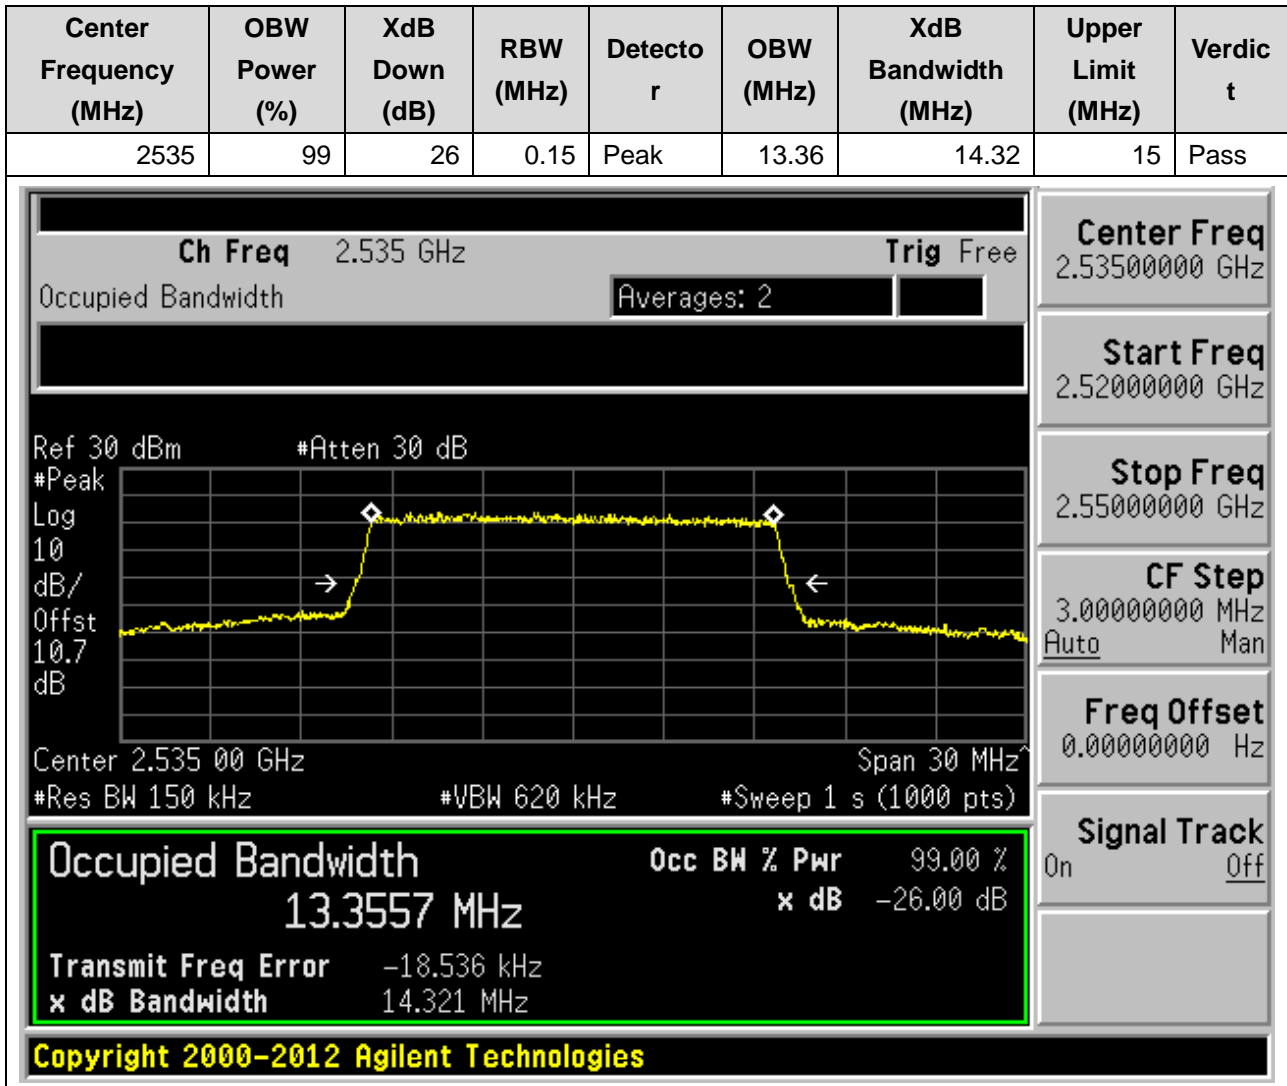 Center Frequency (MHz) OBW Power (%) XdB Down (dB) RBW (MHz) Detecto r OBW (MHz) XdB Bandwidth (MHz) Upper Limit (MHz) Verdic t
2535 99 26 0.15 Peak 13.36 14.32 15 Pass
Ch Freq 2.535 GHz Trig Free
Occupied Bandwidth Averages: 2
Ref 30 dBm #Atten 30 dB
#Peak
Log
10
dB/
Offst
10.7
dB
Center 2.535 00 GHz Span 30 MHz^
#Res BW 150 kHz #VBW 620 kHz #Sweep 1 s (1000 pts)
Occupied Bandwidth Occ BW % Pwr 99.00 %
13.3557 MHz x dB -26.00 dB
Transmit Freq Error -18.536 kHz
x dB Bandwidth 14.321 MHz
Copyright 2000-2012 Agilent Technologies
Center Freq
2.53500000 GHz
Start Freq
2.52000000 GHz
Stop Freq
2.55000000 GHz
CF Step
3.00000000 MHz
Auto Man
Freq Offset
0.00000000 Hz
Signal Track
On Off